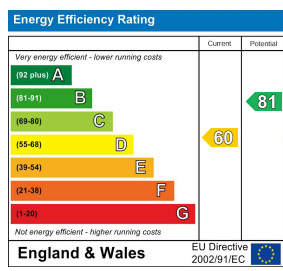 Energy Efficiency Rating
Current Potential
Very energy efficient - lower running costs
(92 plus) A
(81-91) B
(69-80) C
(55-68) D
(39-54) E
(21-38) F
(1-20) G
60
81
Not energy efficient - higher running costs
England & Wales
EU Directive
2002/91/EC